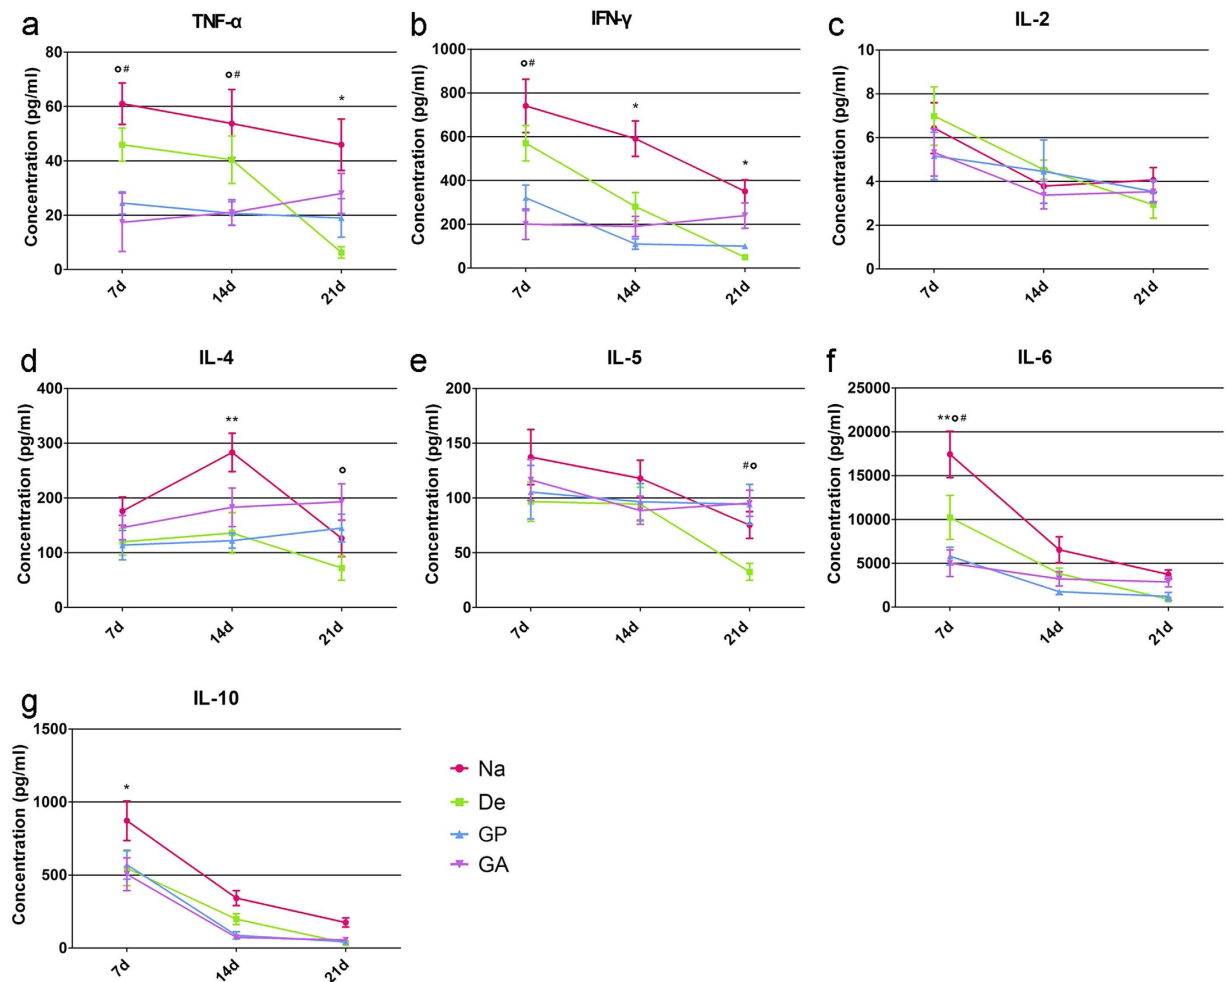 a
TNF-α
Concentration (pg/ml)
80
60
40
20
0
° #
° #
*
7d
14d
21d
b
IFN-γ
Concentration (pg/ml)
1000
800
600
400
200
0
° #
*
*
7d
14d
21d
c
IL-2
Concentration (pg/ml)
10
8
6
4
2
0
7d
14d
21d
d
IL-4
Concentration (pg/ml)
400
300
200
100
0
**
°
7d
14d
21d
e
IL-5
Concentration (pg/ml)
200
150
100
50
0
#°
7d
14d
21d
f
IL-6
Concentration (pg/ml)
25000
20000
15000
10000
5000
0
**° #
7d
14d
21d
g
IL-10
Concentration (pg/ml)
1500
1000
500
0
*
7d
14d
21d
Na
De
GP
GA